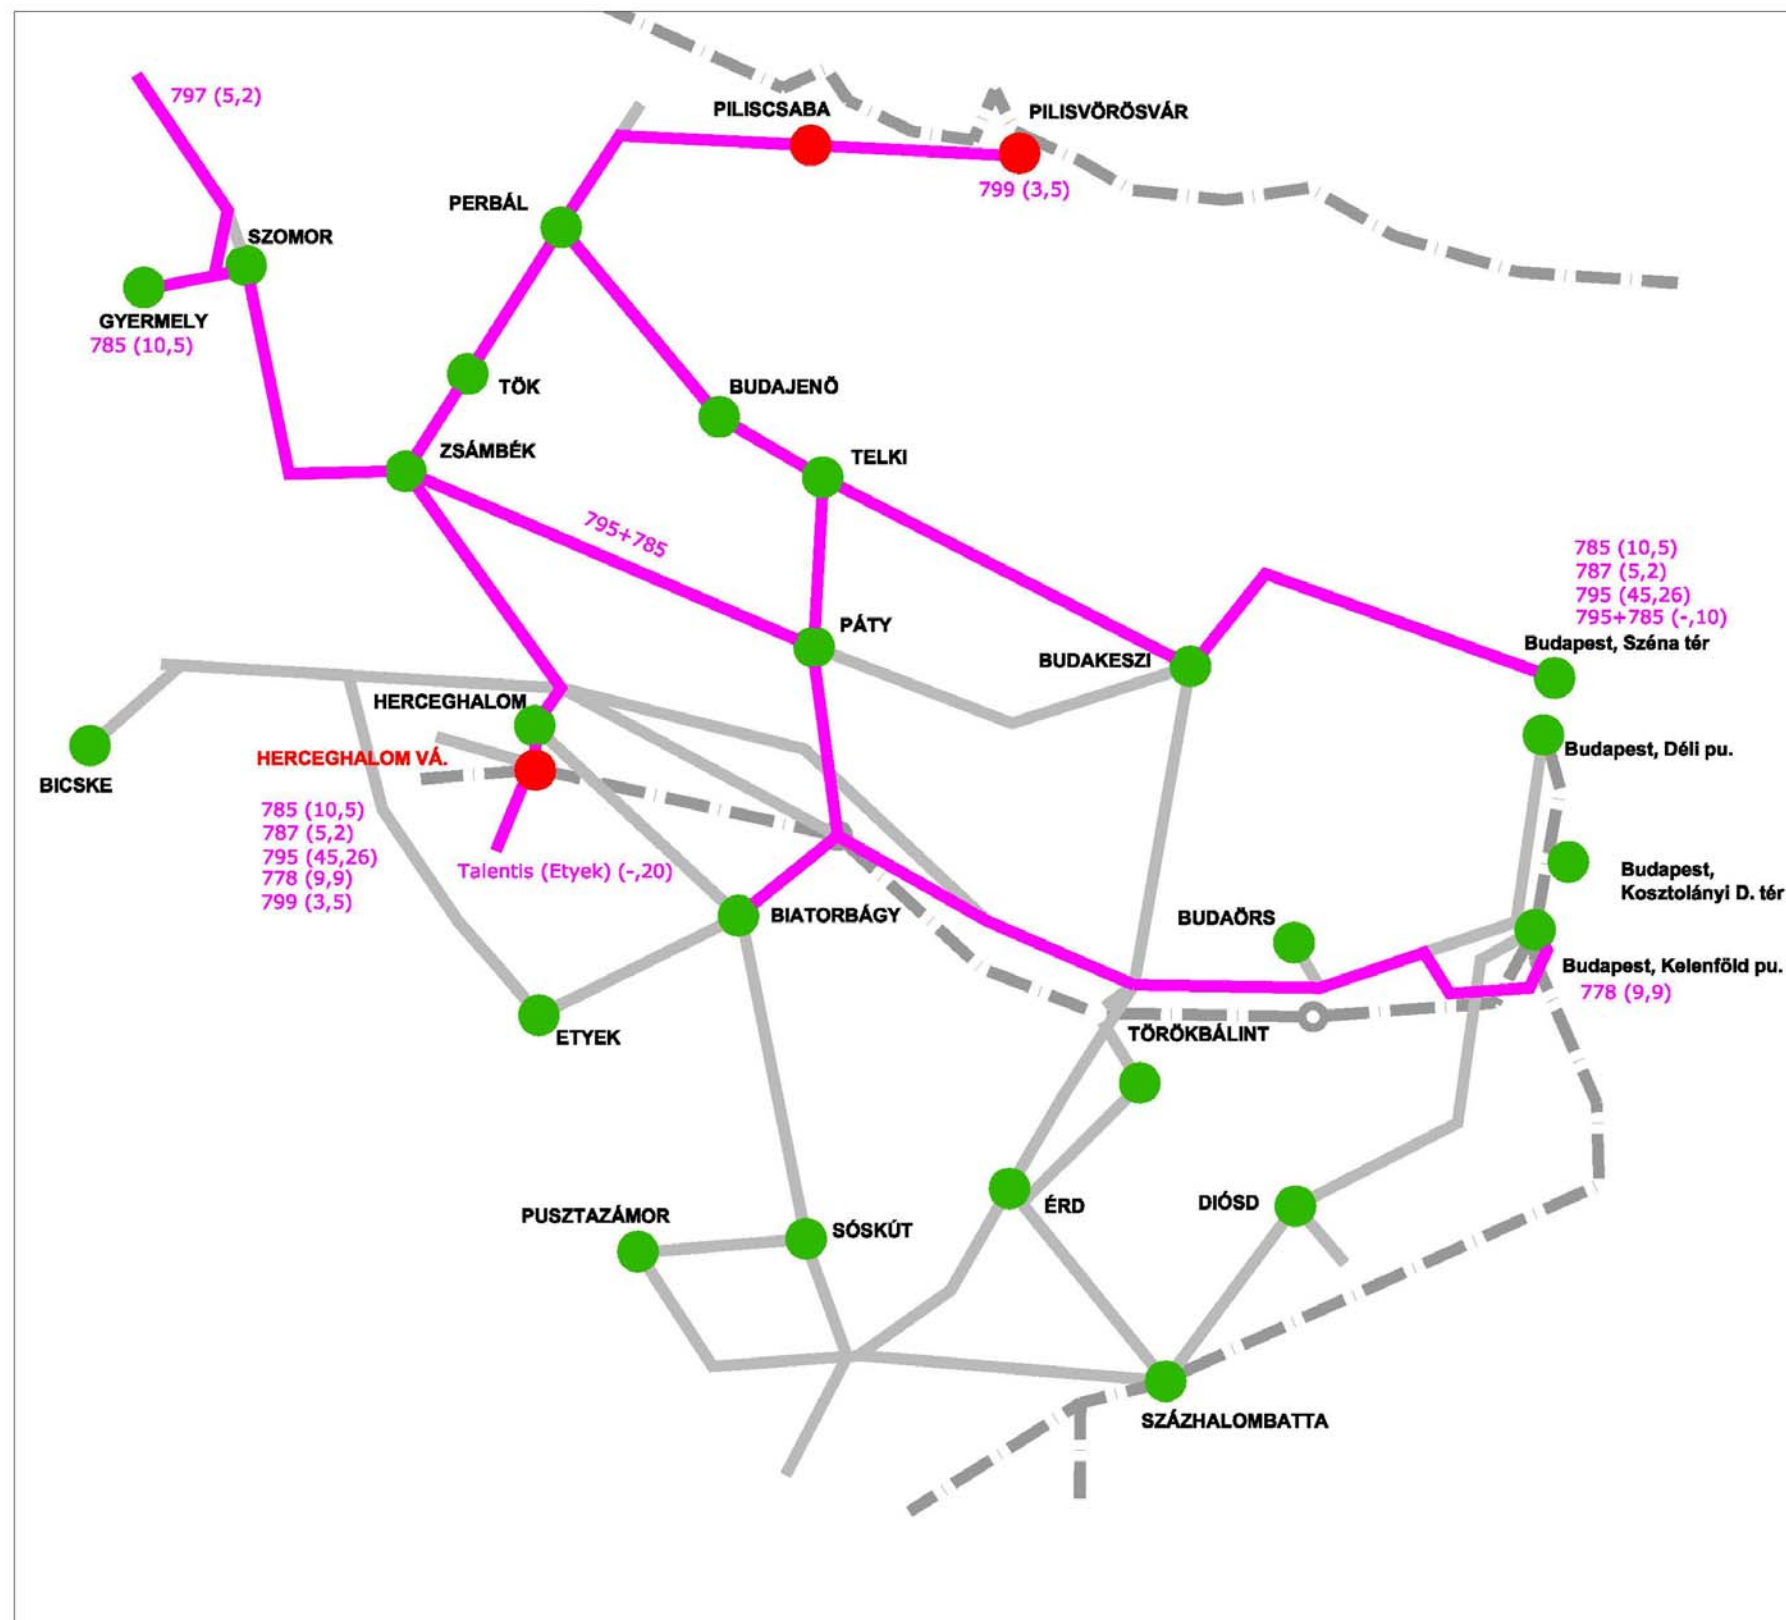 797 (5,2)
PILISCSABA
PILISVÖRÖSVÁR
799 (3,5)
PERBÁL
SZOMOR
GYERMELY
785 (10,5)
TÖK
BUDAJENŐ
ZSÁMBÉK
TELKI
795+785
785 (10,5)
787 (5,2)
795 (45,26)
795+785 (-,10)
Budapest, Széna tér
PÁTY
BUDAKESZI
HERCEGHALOM
HERCEGHALOM VÁ.
Budapest, Déli pu.
BICSKE
785 (10,5)
787 (5,2)
795 (45,26)
778 (9,9)
799 (3,5)
Talentis (Etyek) (-,20)
Budapest,
Kosztolányi D. tér
BIATORBÁGY
BUDAÖRS
Budapest, Kelenföld pu.
778 (9,9)
ETYEK
TÖRÖKBÁLINT
PUSZTAZÁMOR
SÓSKÚT
ÉRD
DIÓSD
SZÁZHALOMBATTA